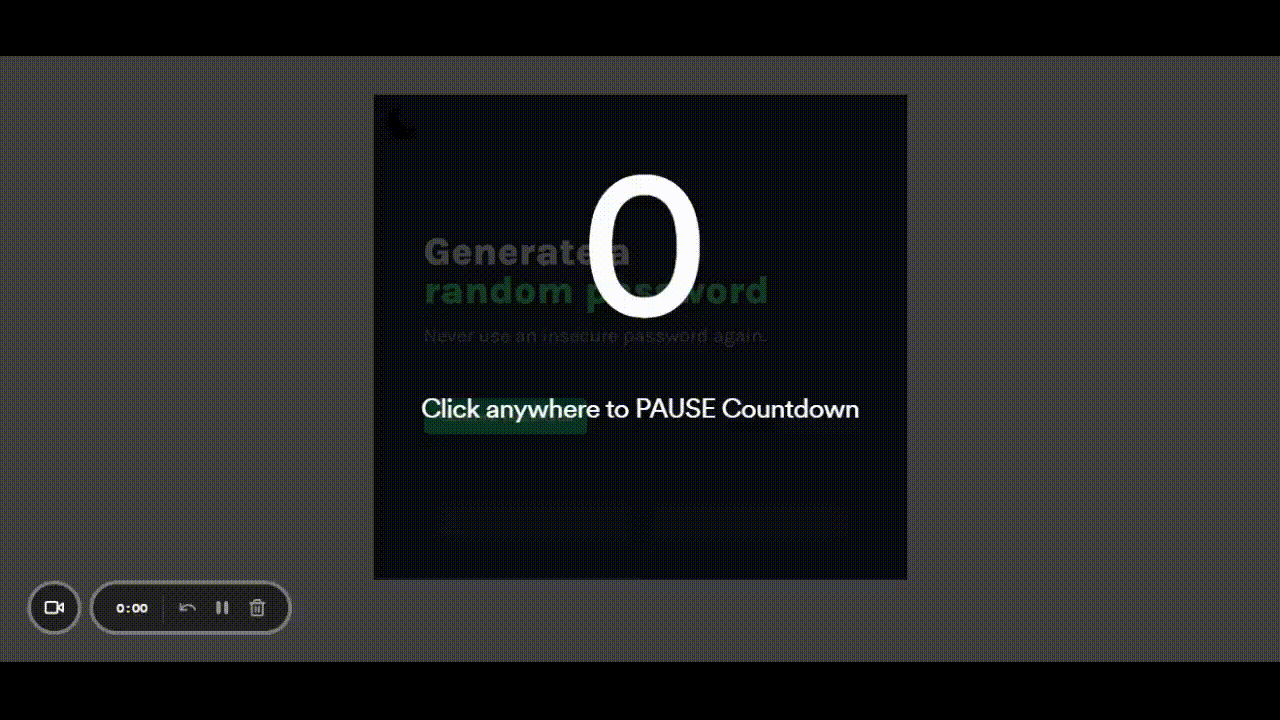 0
Generate a
random password
Never use an insecure password again.
Click anywhere to PAUSE Countdown
0:00